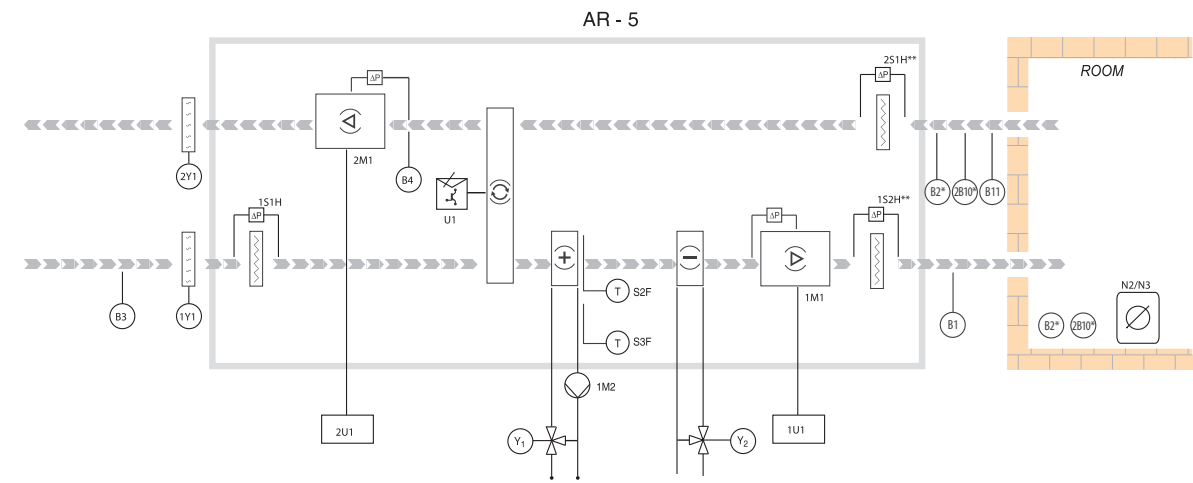 AR - 5
2S1H**
ΔP
ΔP
ROOM
2M1
B4
2Y1
B2*
2B10*
B11
U1
1S1H
ΔP
ΔP
1S2H**
ΔP
+
−
T
S2F
N2/N3
B3
1Y1
1M1
B1
B2*
2B10*
T
S3F
1M2
2U1
Y1
Y2
1U1